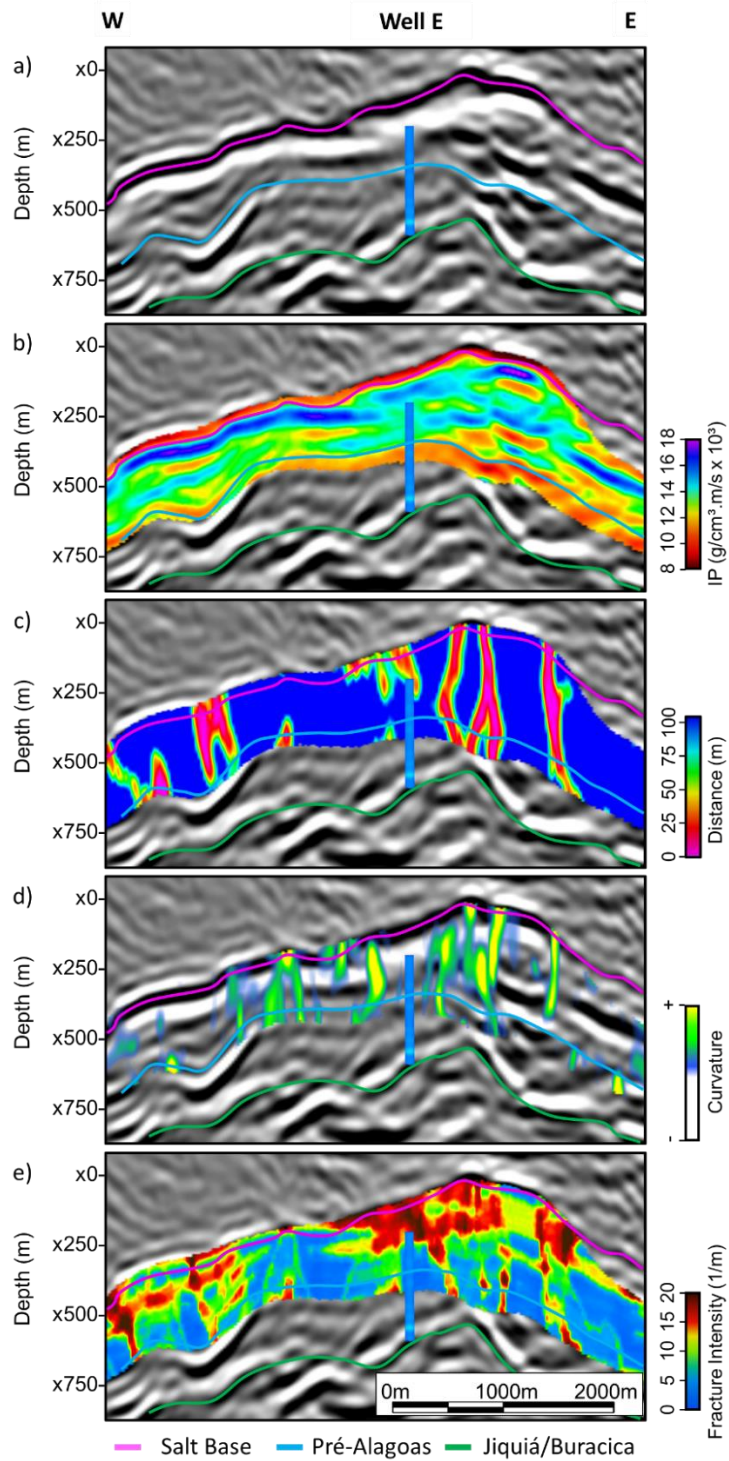 W Well E E
a)
x0
x250
x500
x750
Depth (m)
b)
x0
x250
x500
x750
Depth (m)
8 10 12 14 16 18
IP (g/cm³.m/s x 10³)
c)
x0
x250
x500
x750
Depth (m)
0 25 50 75 100
Distance (m)
d)
x0
x250
x500
x750
Depth (m)
- +
Curvature
e)
x0
x250
x500
x750
Depth (m)
0 5 10 15 20
Fracture Intensity (1/m)
0m 1000m 2000m
Salt Base Pré-Alagoas Jiquiá/Buracica